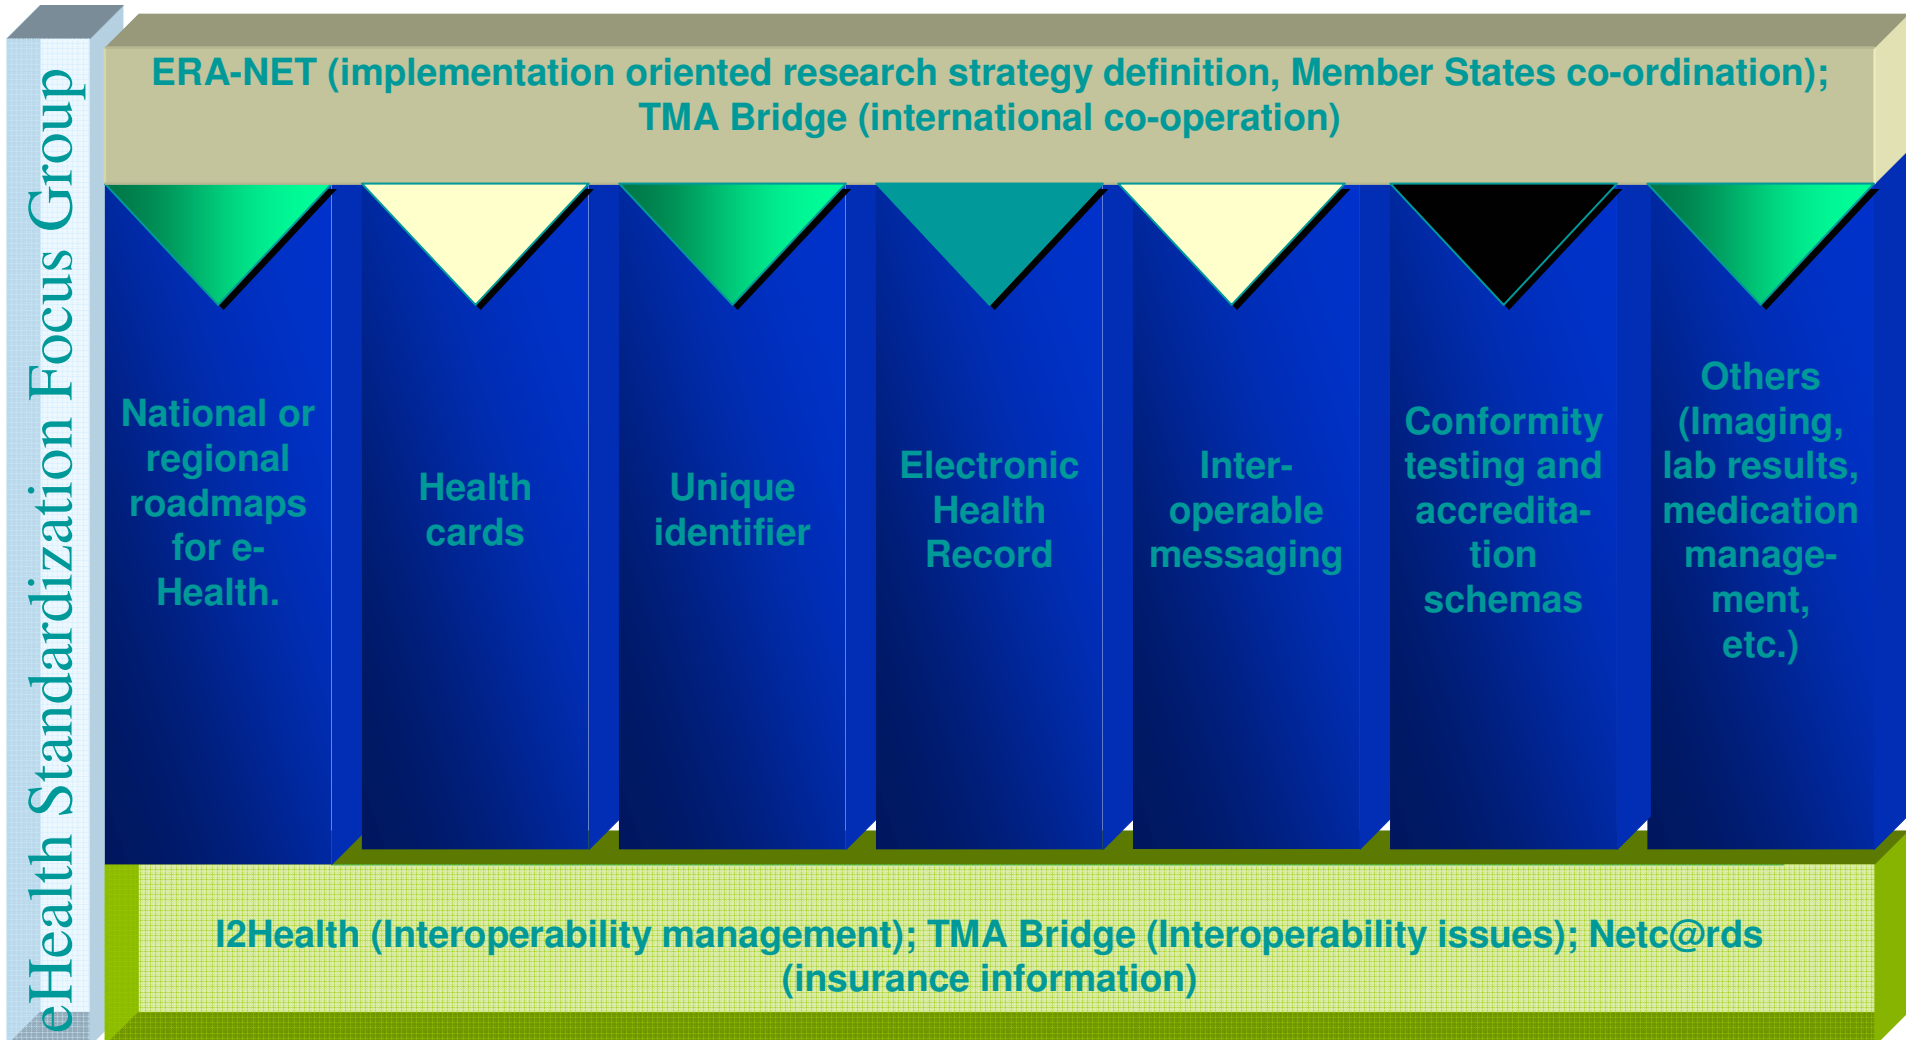 eHealth Standardization Focus Group
ERA-NET (implementation oriented research strategy definition, Member States co-ordination);
TMA Bridge (international co-operation)
National or
regional
roadmaps
for e-
Health.
Health
cards
Unique
identifier
Electronic
Health
Record
Inter-
operable
messaging
Conformity
testing and
accredita-
tion
schemas
Others
(Imaging,
lab results,
medication
manage-
ment,
etc.)
I2Health (Interoperability management); TMA Bridge (Interoperability issues); Netc@rds
(insurance information)